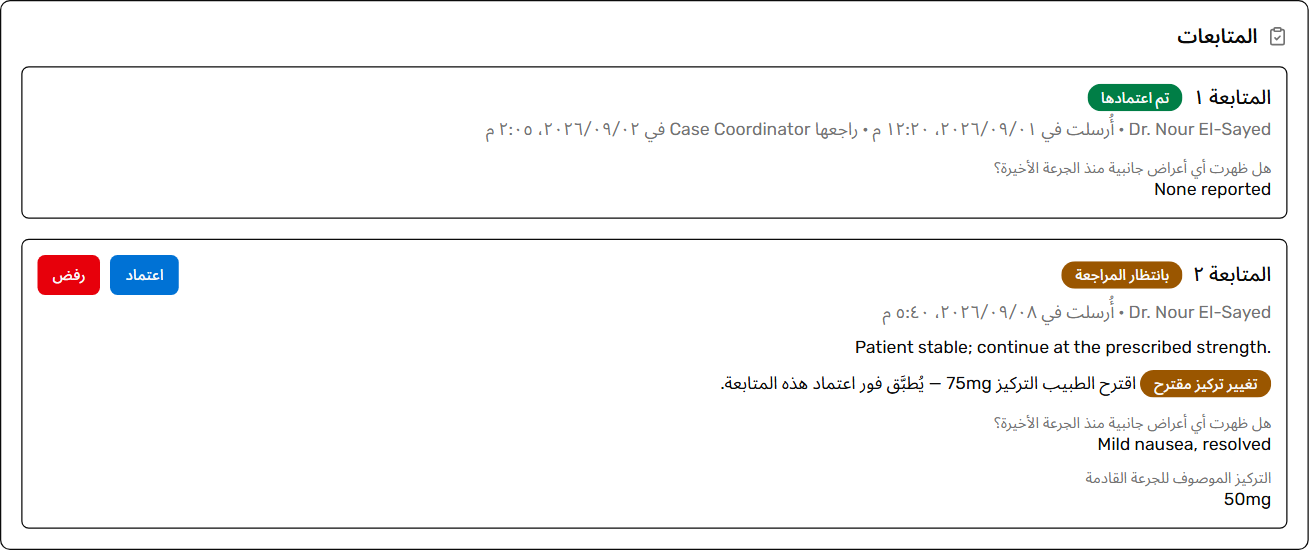 المتابعات
المتابعة ١ تم اعتمادها
Dr. Nour El-Sayed • أُرسلت في ٢٠٢٦/٠٩/٠١، ١٢:٢٠ م • راجعها Case Coordinator في ٢٠٢٦/٠٩/٠٢، ٢:٠٥ م
هل ظهرت أي أعراض جانبية منذ الجرعة الأخيرة؟
None reported
المتابعة ٢ بانتظار المراجعة اعتماد رفض
Dr. Nour El-Sayed • أُرسلت في ٢٠٢٦/٠٩/٠٨، ٥:٤٠ م
Patient stable; continue at the prescribed strength.
تغيير تركيز مقترح اقترح الطبيب التركيز 75mg — يُطبَّق فور اعتماد هذه المتابعة.
هل ظهرت أي أعراض جانبية منذ الجرعة الأخيرة؟
Mild nausea, resolved
التركيز الموصوف للجرعة القادمة
50mg